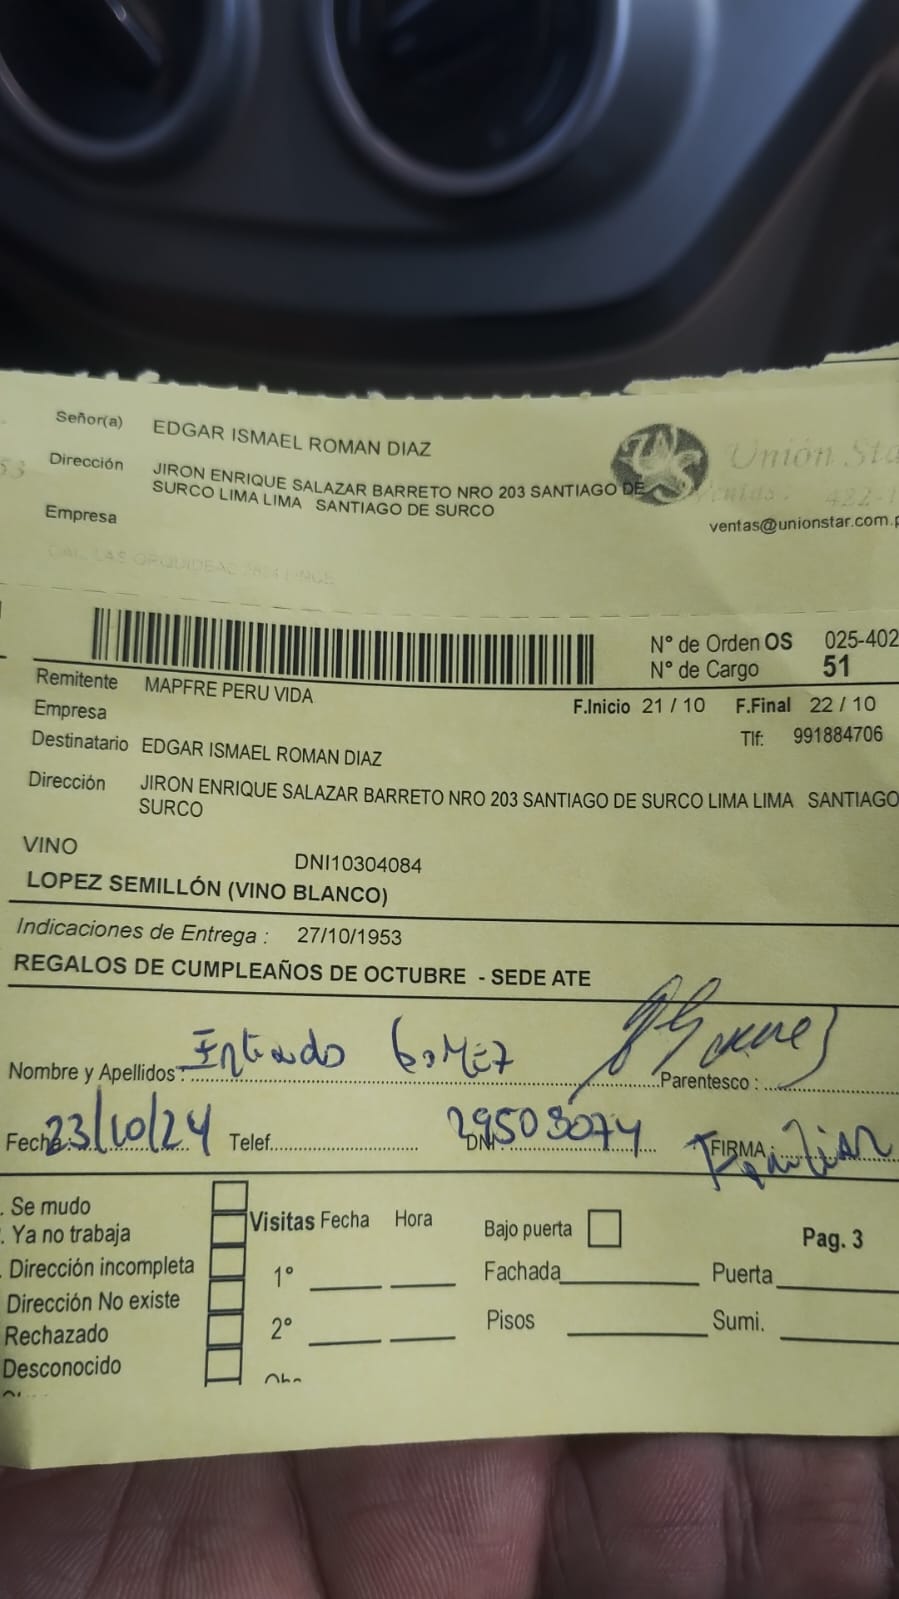 Señor(a) EDGAR ISMAEL ROMAN DIAZ
Dirección JIRON ENRIQUE SALAZAR BARRETO NRO 203 SANTIAGO DE
SURCO LIMA LIMA SANTIAGO DE SURCO
Empresa
Unión Sta
ventas@unionstar.com.p
N° de Orden OS 025-402
N° de Cargo 51
Remitente MAPFRE PERU VIDA
F.Inicio 21 / 10 F.Final 22 / 10
Empresa
Tlf: 991884706
Destinatario EDGAR ISMAEL ROMAN DIAZ
Dirección JIRON ENRIQUE SALAZAR BARRETO NRO 203 SANTIAGO DE SURCO LIMA LIMA SANTIAGO
SURCO
VINO DNI10304084
LOPEZ SEMILLÓN (VINO BLANCO)
Indicaciones de Entrega : 27/10/1953
REGALOS DE CUMPLEAÑOS DE OCTUBRE - SEDE ATE
Nombre y Apellidos : GOMEZ Parentesco :
Fecha: 23/10/24 Telef. DNI: 29503074 FIRMA :
Se mudo
Ya no trabaja
Dirección incompleta
Dirección No existe
Rechazado
Desconocido
Visitas Fecha Hora
1°
2°
Bajo puerta
Fachada Puerta
Pisos Sumi.
Pag. 3